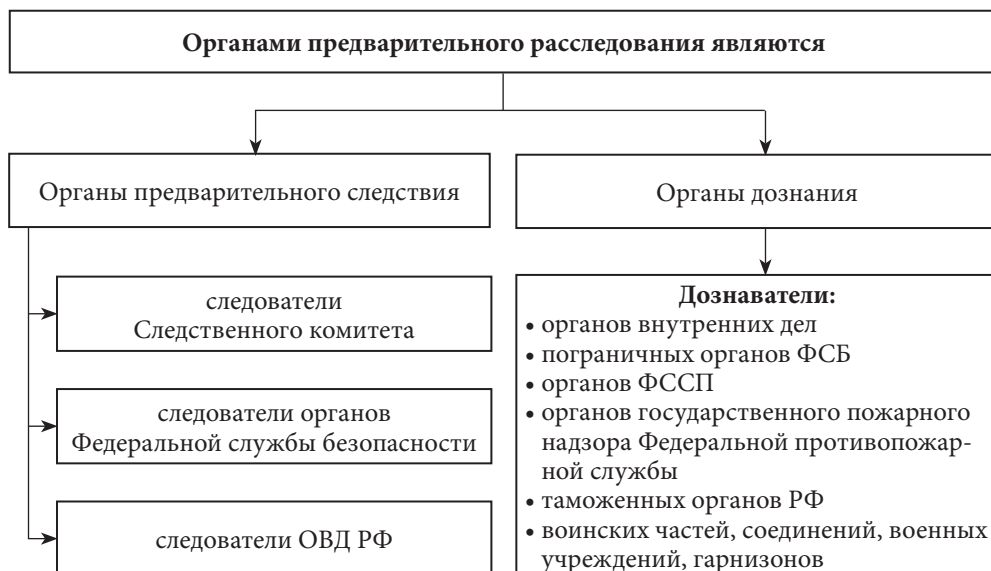 Органами предварительного расследования являются
Органы предварительного следствия
следователи
Следственного комитета
следователи органов
Федеральной службы безопасности
следователи ОВД РФ
Органы дознания
Дознаватели:
• органов внутренних дел
• пограничных органов ФСБ
• органов ФССП
• органов государственного пожарного
надзора Федеральной противопожар-
ной службы
• таможенных органов РФ
• воинских частей, соединений, военных
учреждений, гарнизонов